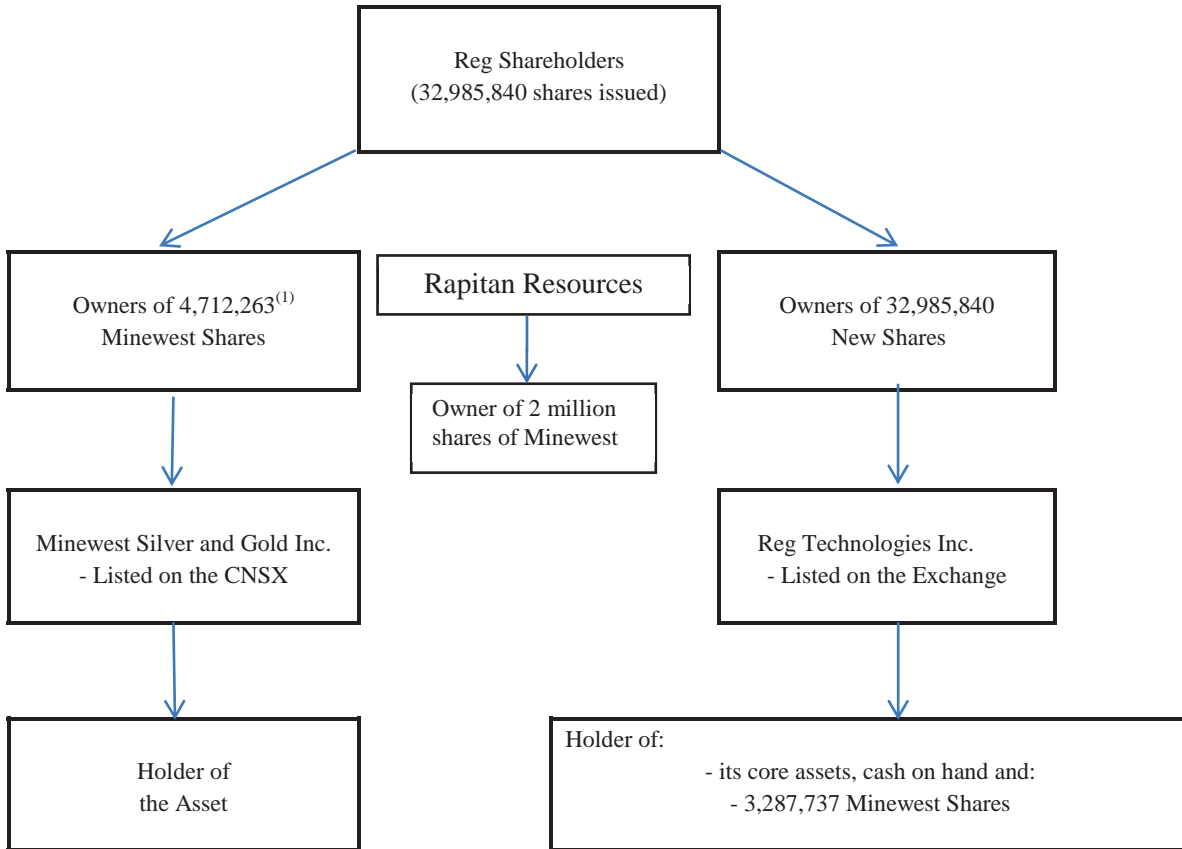 Reg Shareholders
(32,985,840 shares issued)
Owners of 4,712,263(1)
Minewest Shares
Rapitan Resources
Owner of 2 million
shares of Minewest
Owners of 32,985,840
New Shares
Minewest Silver and Gold Inc.
- Listed on the CNSX
Reg Technologies Inc.
- Listed on the Exchange
Holder of
the Asset
Holder of:
- its core assets, cash on hand and:
- 3,287,737 Minewest Shares